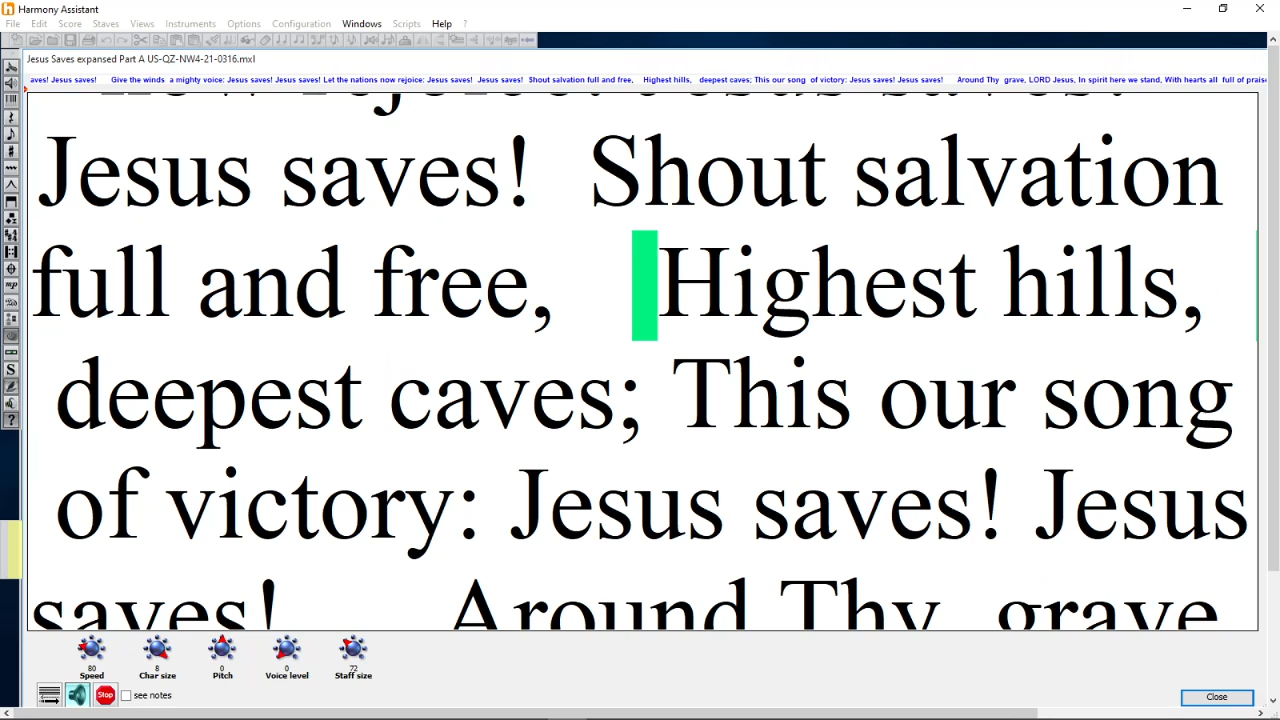 Harmony Assistant
File Edit Score Staves Views Instruments Options Configuration Windows Scripts Help ?
Jesus Saves expansed Part A US-QZ-NW4-21-0316.mxl
aves! Jesus saves! Give the winds a mighty voice: Jesus saves! Jesus saves! Let the nations now rejoice: Jesus saves! Jesus saves! Shout salvation full and free, Highest hills, deepest caves; This our song of victory: Jesus saves! Jesus saves! Around Thy grave, LORD Jesus, In spirit here we stand, With hearts all full of praise
now rejoice: Jesus saves!
Jesus saves! Shout salvation
full and free, Highest hills,
deepest caves; This our song
of victory: Jesus saves! Jesus
saves! Around Thy grave
80 8 0 0 72
Speed Char size Pitch Voice level Staff size
Stop see notes Close